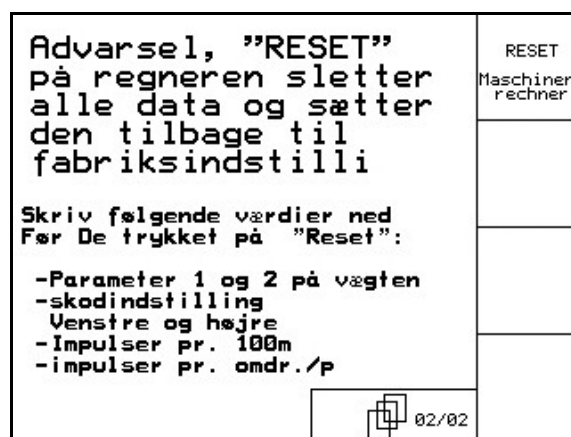 Advarsel, ”RESET”
på regneren sletter
alle data og sætter
den tilbage til
fabriksindstilli
Skriv følgende værdier ned
Før De trykket på ”Reset”:
-Parameter 1 og 2 på vægten
-skodindstilling
Venstre og højre
-Impulser pr. 100m
-impulser pr. omdr./p
RESET
Maschinen
rechner
02/02